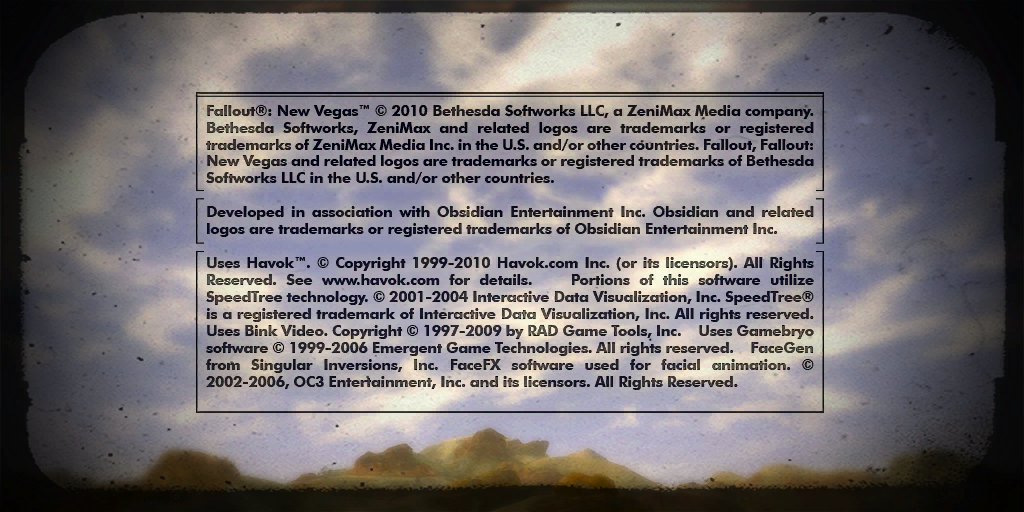 Fallout®: New Vegas™ © 2010 Bethesda Softworks LLC, a ZeniMax Media company.
Bethesda Softworks, ZeniMax and related logos are trademarks or registered
trademarks of ZeniMax Media Inc. in the U.S. and/or other countries. Fallout, Fallout:
New Vegas and related logos are trademarks or registered trademarks of Bethesda
Softworks LLC in the U.S. and/or other countries.
Developed in association with Obsidian Entertainment Inc. Obsidian and related
logos are trademarks or registered trademarks of Obsidian Entertainment Inc.
Uses Havok™. © Copyright 1999-2010 Havok.com Inc. (or its licensors). All Rights
Reserved. See www.havok.com for details. Portions of this software utilize
SpeedTree technology. © 2001-2004 Interactive Data Visualization, Inc. SpeedTree®
is a registered trademark of Interactive Data Visualization, Inc. All rights reserved.
Uses Bink Video. Copyright © 1997-2009 by RAD Game Tools, Inc. Uses Gamebryo
software © 1999-2006 Emergent Game Technologies. All rights reserved. FaceGen
from Singular Inversions, Inc. FaceFX software used for facial animation. ©
2002-2006, OC3 Entertainment, Inc. and its licensors. All Rights Reserved.